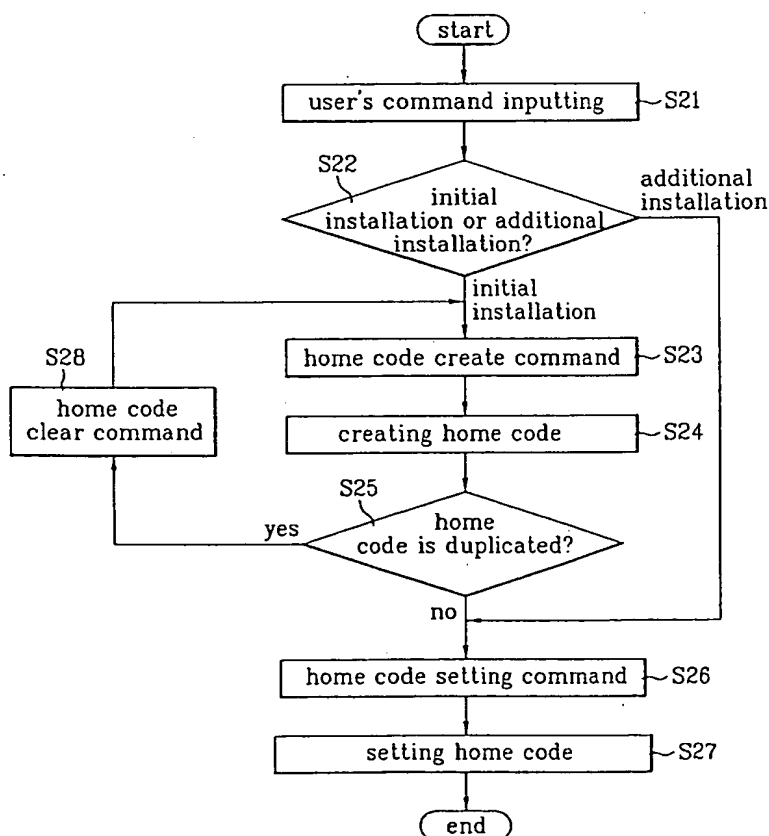 start
user's command inputting
S21
S22
initial
installation or additional
installation?
additional
installation
initial
installation
S28
home code
clear command
home code create command
S23
creating home code
S24
S25
home
code is duplicated?
yes
no
home code setting command
S26
setting home code
S27
end